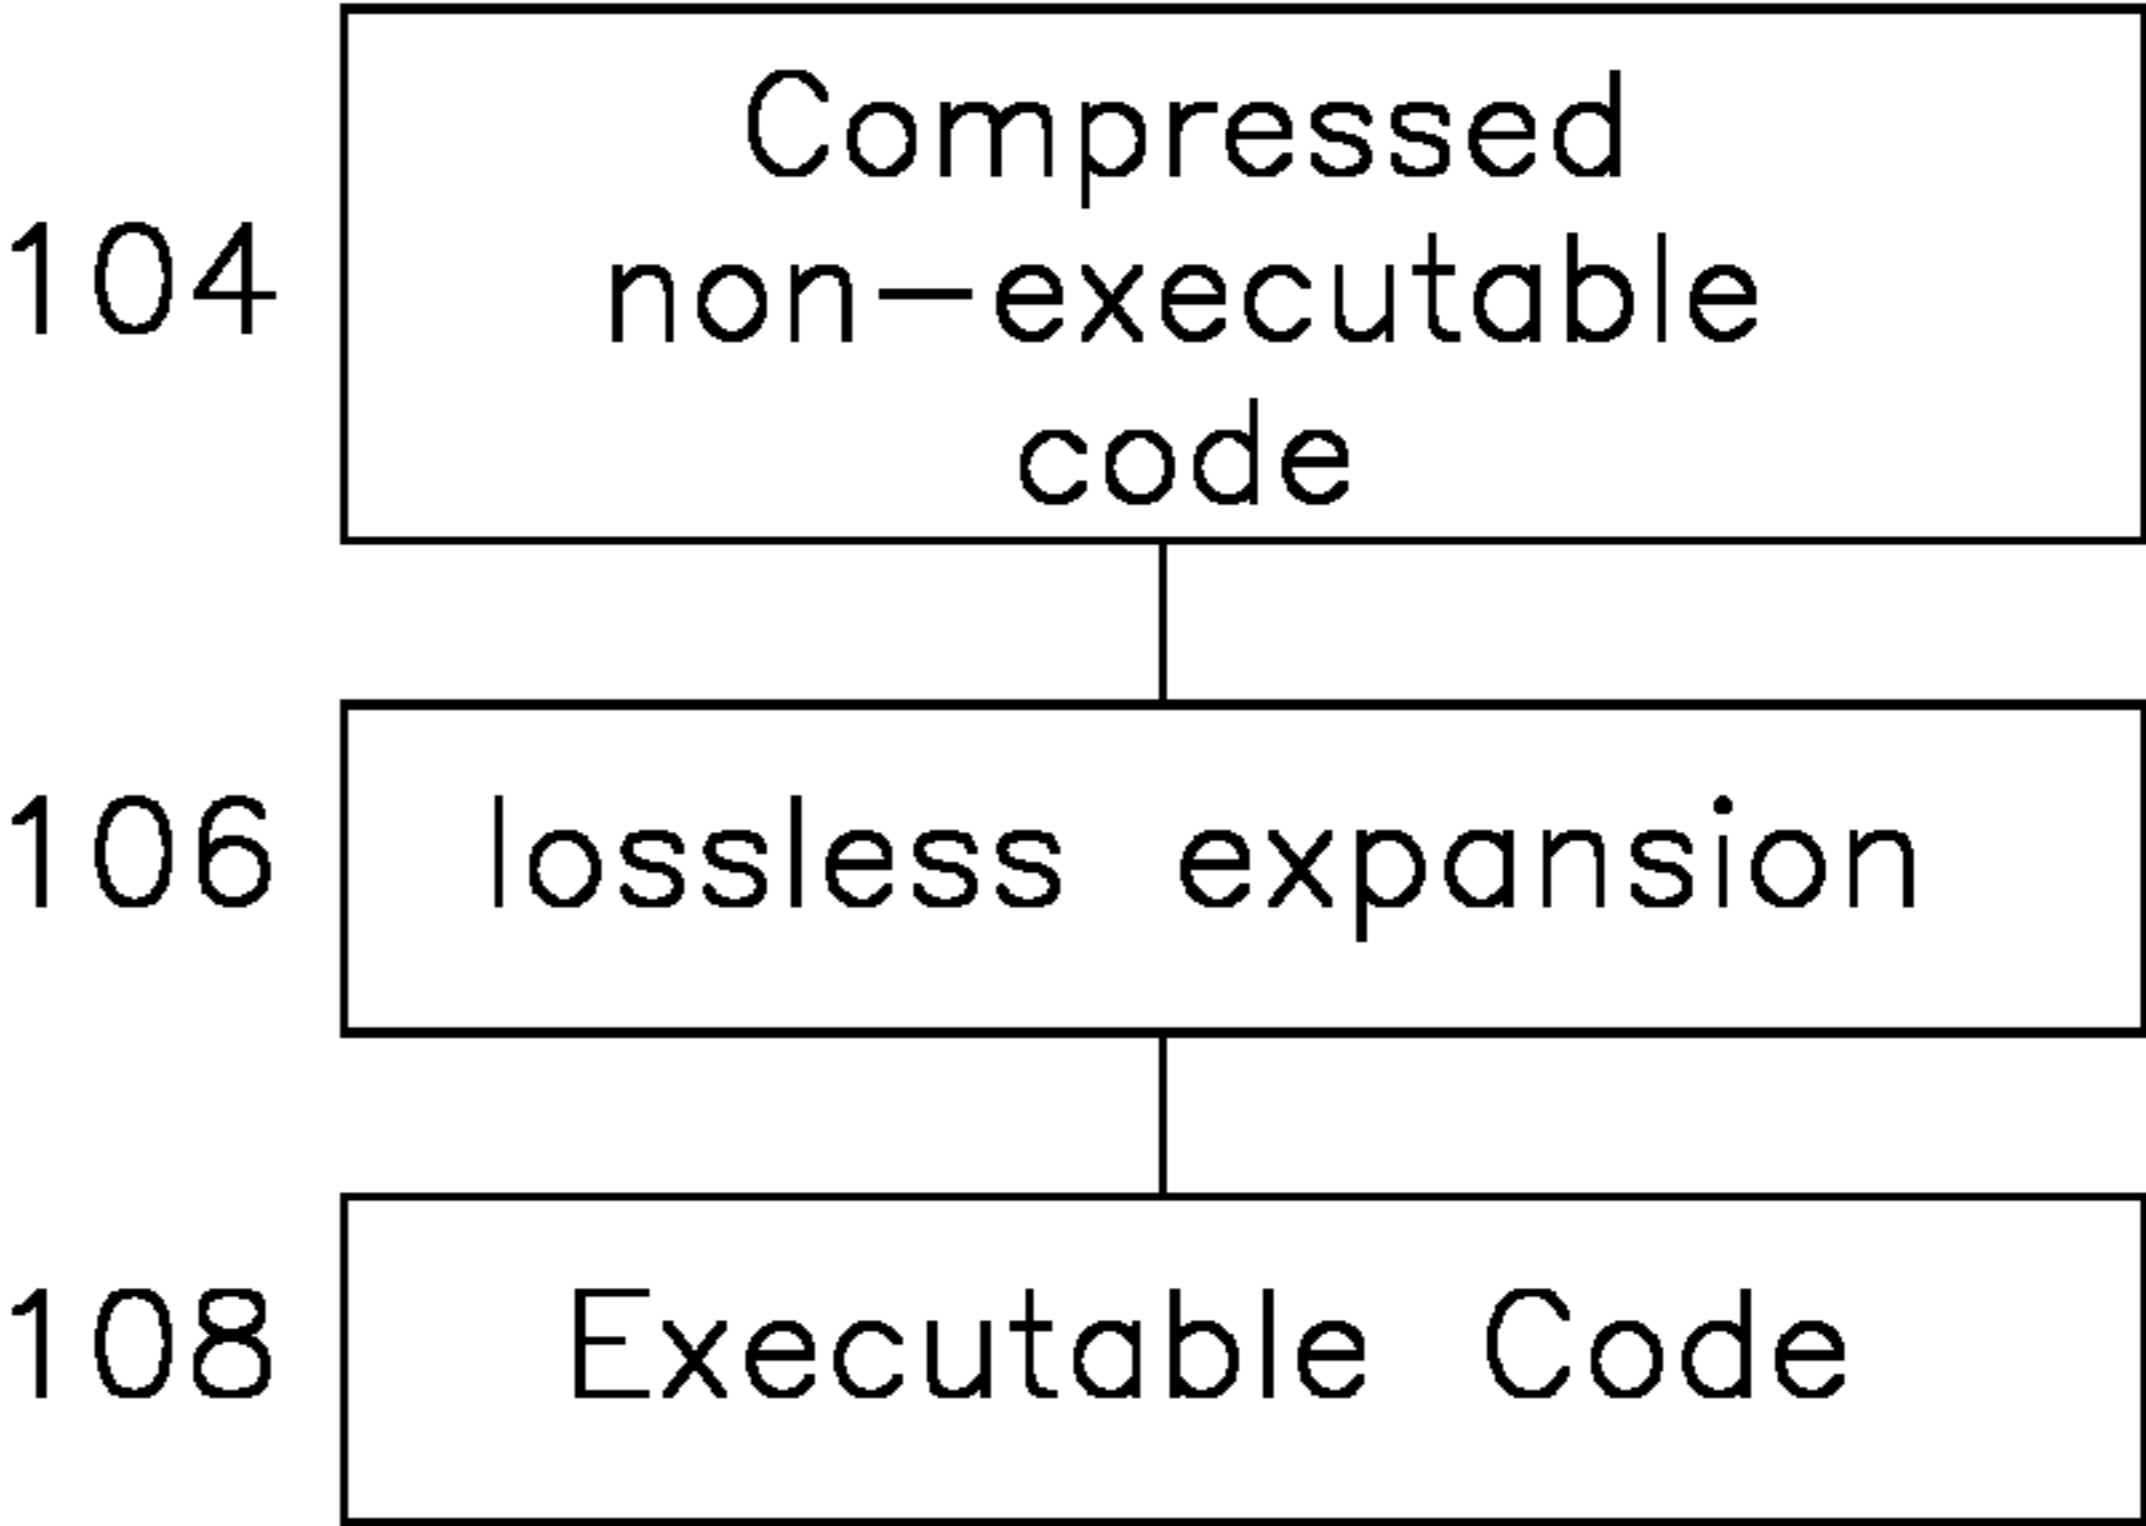 Compressed
104
non-executable
code
106
lossless expansion
108
Executable Code